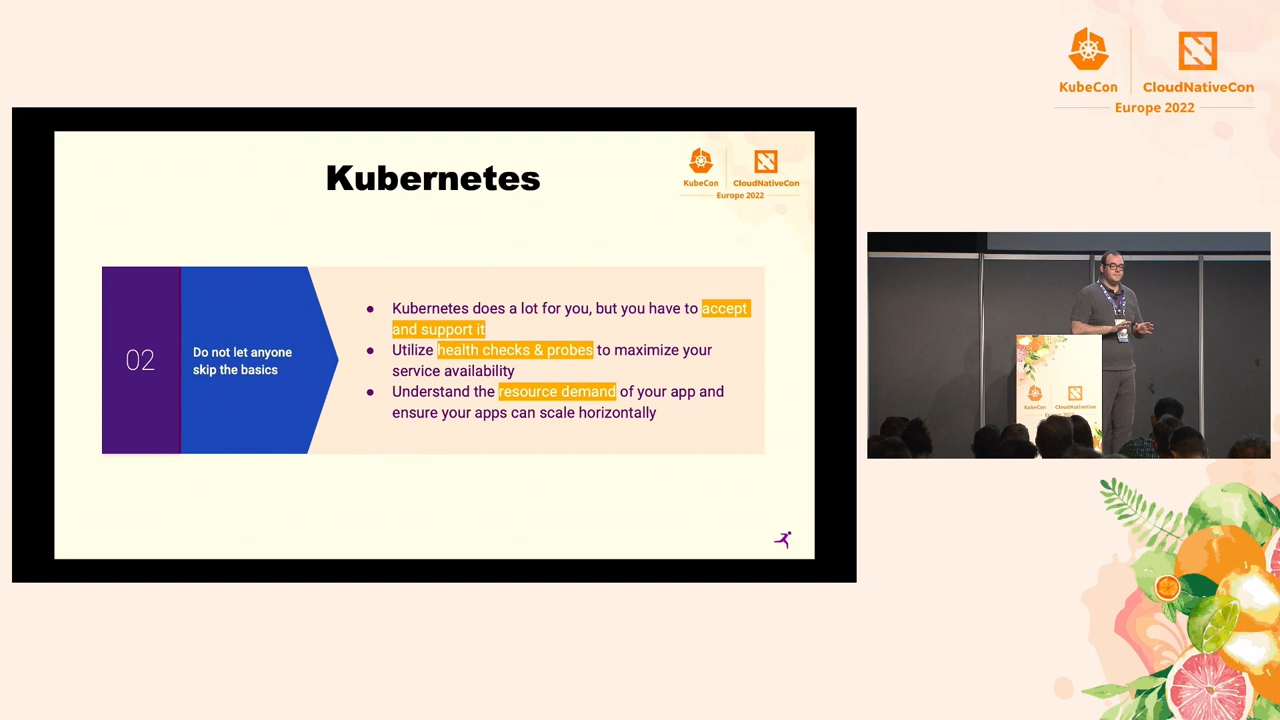 KubeCon
CloudNativeCon
Europe 2022
Kubernetes
KubeCon
CloudNativeCon
Europe 2022
02
Do not let anyone
skip the basics
● Kubernetes does a lot for you, but you have to accept
and support it
● Utilize health checks & probes to maximize your
service availability
● Understand the resource demand of your app and
ensure your apps can scale horizontally
KubeCon
CloudNativeCon